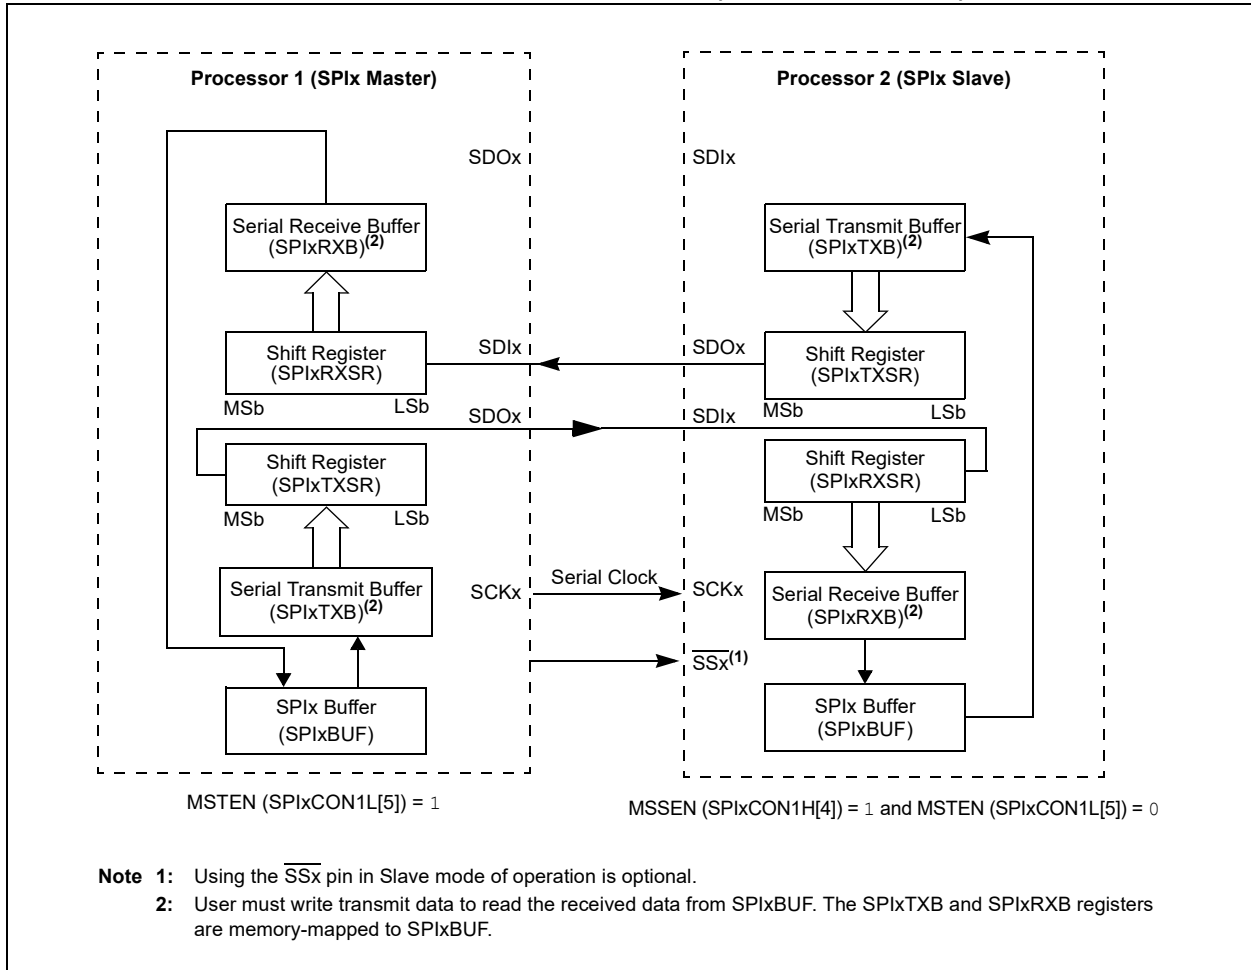 Processor 1 (SPIx Master)
SDOx
Serial Receive Buffer
(SPIxRXB)(2)
Shift Register
(SPIxRXSR)
SDIx
MSb LSb
SDOx
Shift Register
(SPIxTXSR)
MSb LSb
Serial Transmit Buffer
(SPIxTXB)(2)
SCKx
SPIx Buffer
(SPIxBUF)
MSTEN (SPIxCON1L[5]) = 1
Serial Clock
Processor 2 (SPIx Slave)
SDIx
Serial Transmit Buffer
(SPIxTXB)(2)
SDOx
Shift Register
(SPIxTXSR)
MSb LSb
SDIx
Shift Register
(SPIxRXSR)
MSb LSb
SCKx
Serial Receive Buffer
(SPIxRXB)(2)
SSx(1)
SPIx Buffer
(SPIxBUF)
MSSEN (SPIxCON1H[4]) = 1 and MSTEN (SPIxCON1L[5]) = 0
Note 1: Using the SSx pin in Slave mode of operation is optional.
2: User must write transmit data to read the received data from SPIxBUF. The SPIxTXB and SPIxRXB registers
are memory-mapped to SPIxBUF.